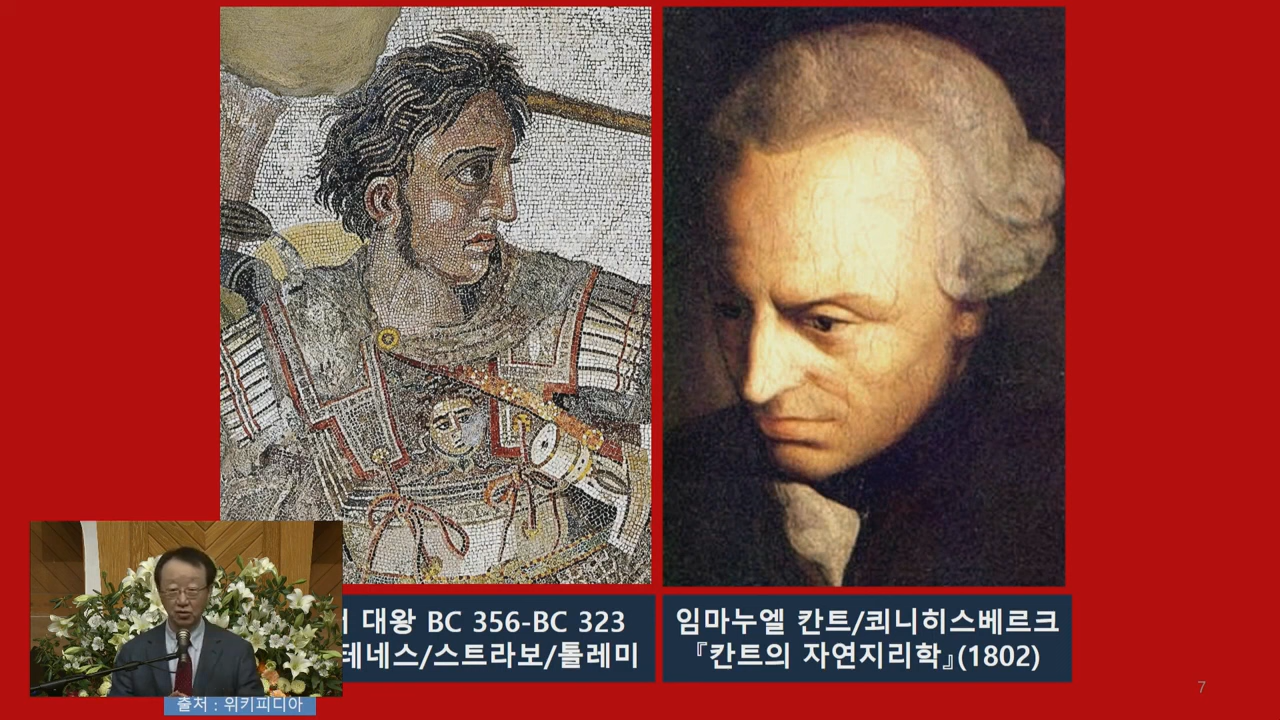 대왕 BC 356-BC 323
테네스/스트라보/톨레미
임마누엘 칸트/쾨니히스베르크
『칸트의 자연지리학』(1802)
출처 : 위키피디아
7